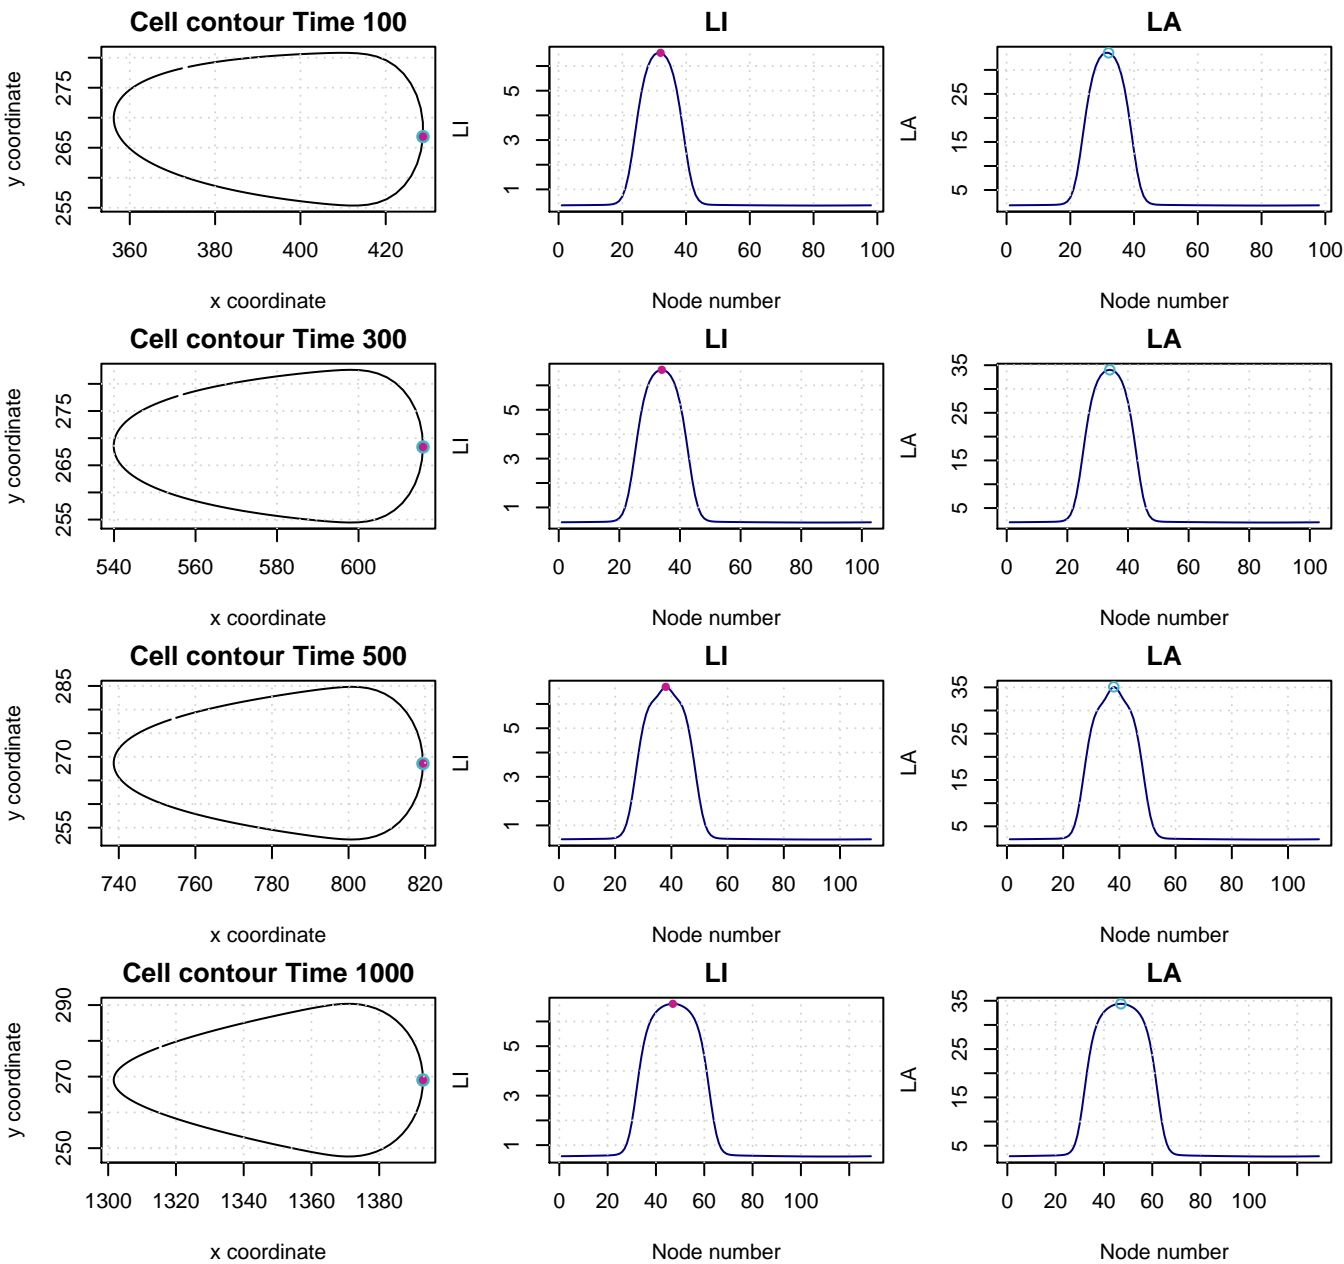 Cell contour Time 100
LI
LA
y coordinate
255 265 275
360 380 400 420
x coordinate
LI
1 3 5
0 20 40 60 80 100
Node number
LA
5 15 25
0 20 40 60 80 100
Node number
Cell contour Time 300
LI
LA
y coordinate
255 265 275
540 560 580 600
x coordinate
LI
1 3 5
0 20 40 60 80 100
Node number
LA
5 15 25 35
0 20 40 60 80 100
Node number
Cell contour Time 500
LI
LA
y coordinate
255 270 285
740 760 780 800 820
x coordinate
LI
1 3 5
0 20 40 60 80 100
Node number
LA
5 15 25 35
0 20 40 60 80 100
Node number
Cell contour Time 1000
LI
LA
y coordinate
250 270 290
1300 1320 1340 1360 1380
x coordinate
LI
1 3 5
0 20 40 60 80 100
Node number
LA
5 15 25 35
0 20 40 60 80 100
Node number